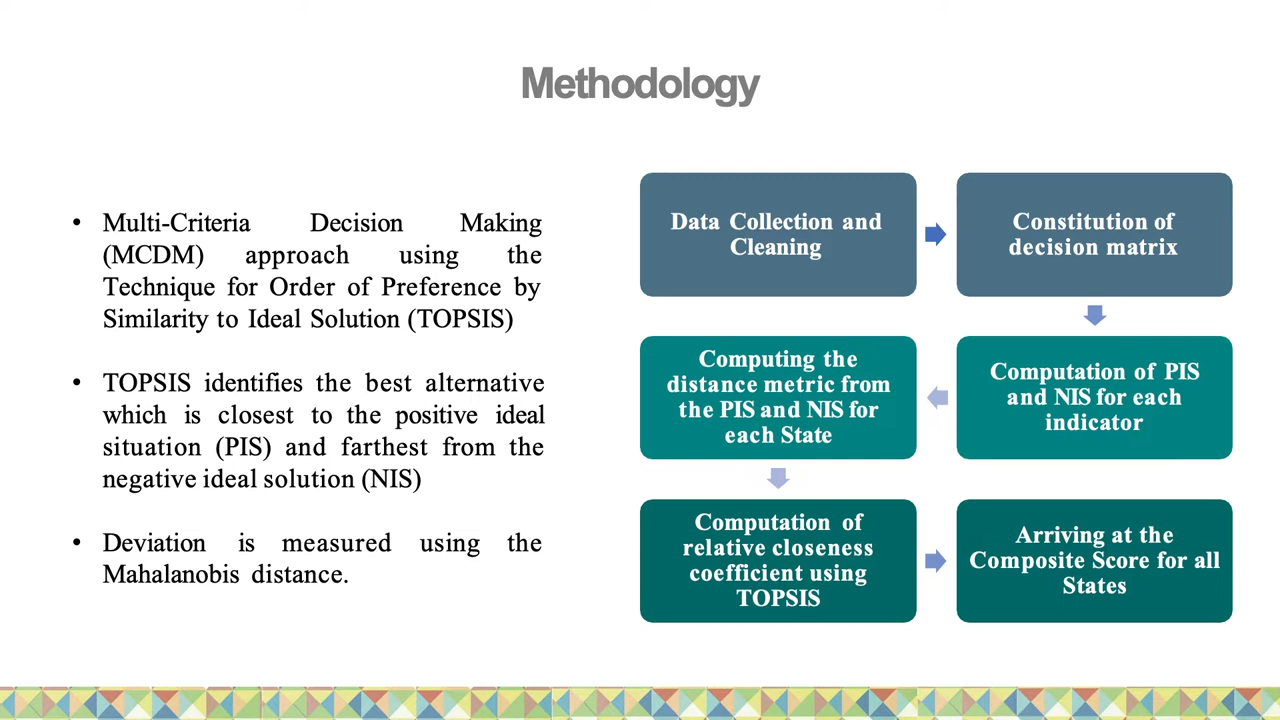 Methodology
• Multi-Criteria Decision Making
(MCDM) approach using the
Technique for Order of Preference by
Similarity to Ideal Solution (TOPSIS)
• TOPSIS identifies the best alternative
which is closest to the positive ideal
situation (PIS) and farthest from the
negative ideal solution (NIS)
• Deviation is measured using the
Mahalanobis distance.
Data Collection and
Cleaning
Constitution of
decision matrix
Computation of PIS
and NIS for each
indicator
Computing the
distance metric from
the PIS and NIS for
each State
Computation of
relative closeness
coefficient using
TOPSIS
Arriving at the
Composite Score for all
States